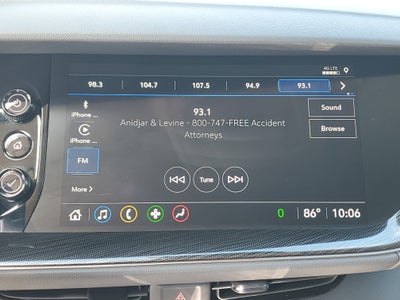 4G LTE
98.3 104.7 107.5 94.9 93.1
iPhone ...
93.1
Sound
Anidjar & Levine - 800-747-FREE Accident
Attorneys
iPhone ...
Browse
FM
Tune
More
0 86° 10:06